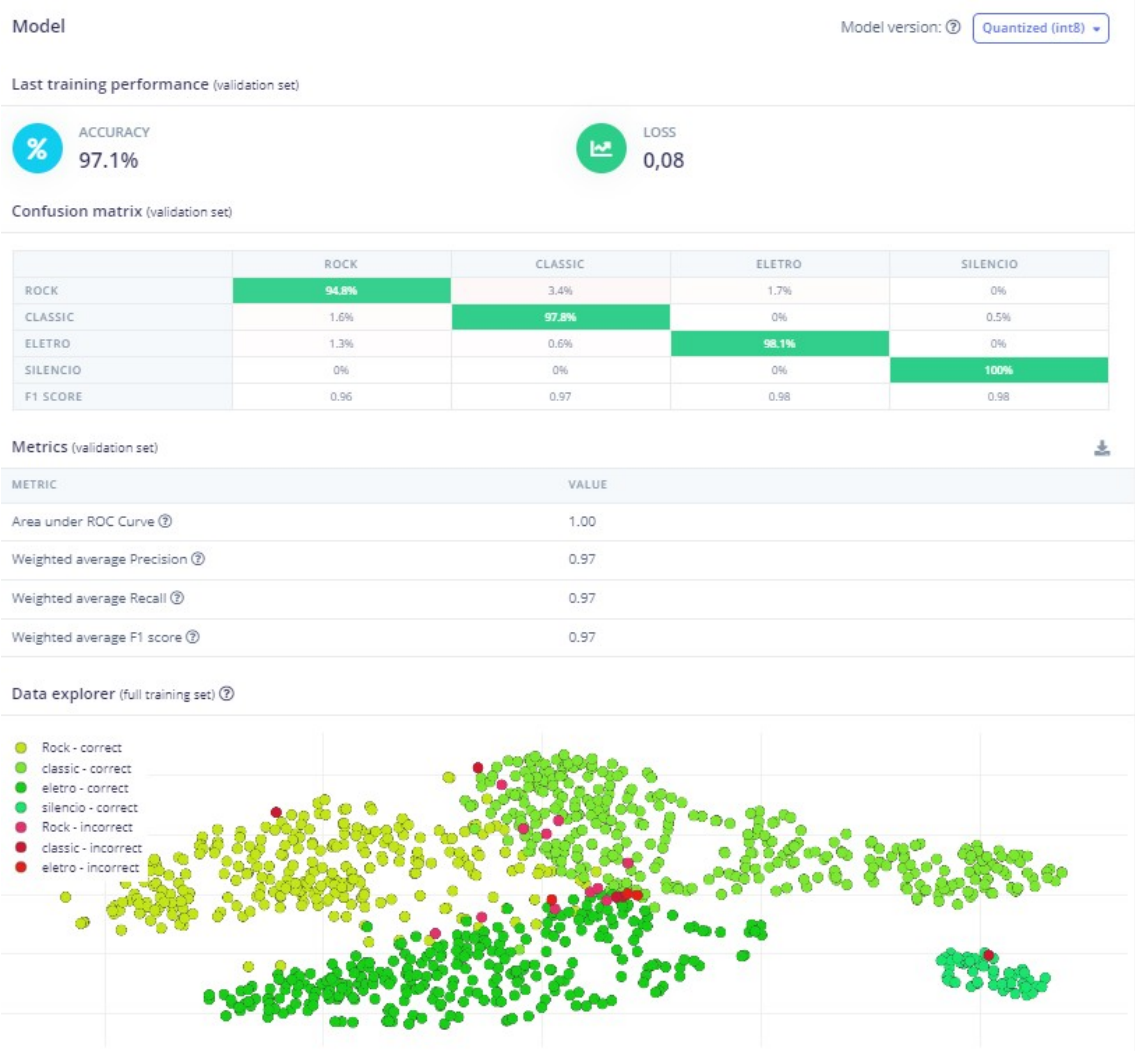 Model
Model version: ? Quantized (int8)
Last training performance (validation set)
%
ACCURACY
97.1%
LOSS
0,08
Confusion matrix (validation set)
ROCK CLASSIC ELETRO SILENCIO
ROCK 94.8% 3.4% 1.7% 0%
CLASSIC 1.6% 97.8% 0% 0.5%
ELETRO 1.3% 0.6% 98.1% 0%
SILENCIO 0% 0% 0% 100%
F1 SCORE 0.96 0.97 0.98 0.98
Metrics (validation set)
METRIC VALUE
Area under ROC Curve ? 1.00
Weighted average Precision ? 0.97
Weighted average Recall ? 0.97
Weighted average F1 score ? 0.97
Data explorer (full training set) ?
Rock - correct
classic - correct
eletro - correct
silencio - correct
Rock - incorrect
classic - incorrect
eletro - incorrect